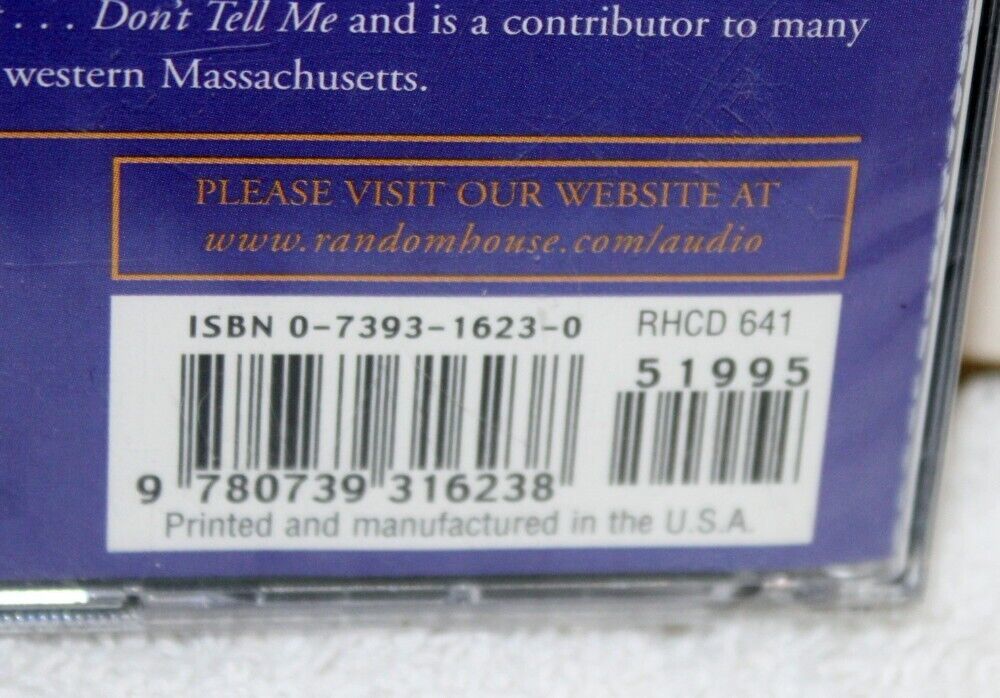 . . . Don't Tell Me and is a contributor to many
western Massachusetts.
PLEASE VISIT OUR WEBSITE AT
www.randomhouse.com/audio
ISBN 0-7393-1623-0
RHCD 641
51995
9 780739 316238
Printed and manufactured in the U.S.A.